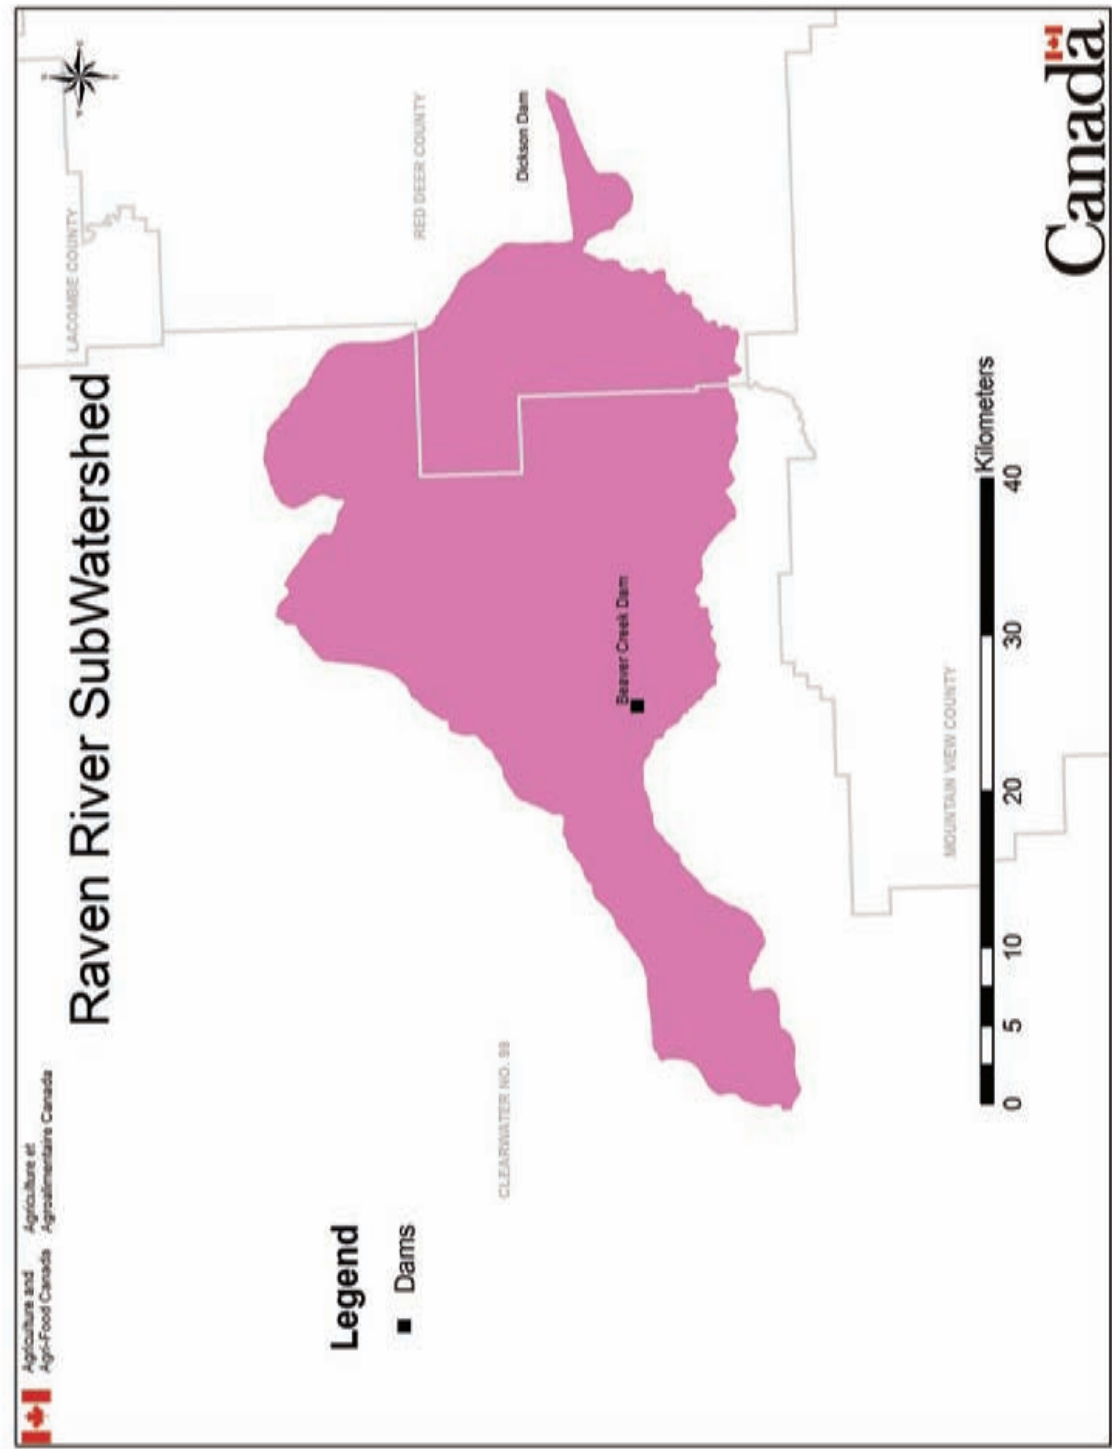 Agriculture and
Agri-Food Canada
Agriculture et
Agroalimentaire Canada
Raven River SubWatershed
LACOMBE COUNTY
RED DEER COUNTY
Dickson Dam
Legend
Dams
CLEARWATER NO. 99
Beaver Creek Dam
MOUNTAIN VIEW COUNTY
0 5 10 20 30 40
Kilometers
Canada